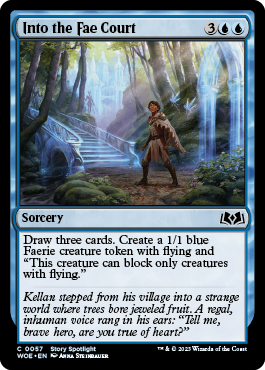 Into the Fae Court 3
Sorcery
Draw three cards. Create a 1/1 blue
Faerie creature token with flying and
“This creature can block only creatures
with flying.”
Kellan stepped from his village into a strange
world where trees bore jeweled fruit. A regal,
inhuman voice rang in his ears: “Tell me,
brave hero, are you true of heart?”
C 0057 Story Spotlight
WOE • EN Anna Steinbauer
™ & © 2023 Wizards of the Coast